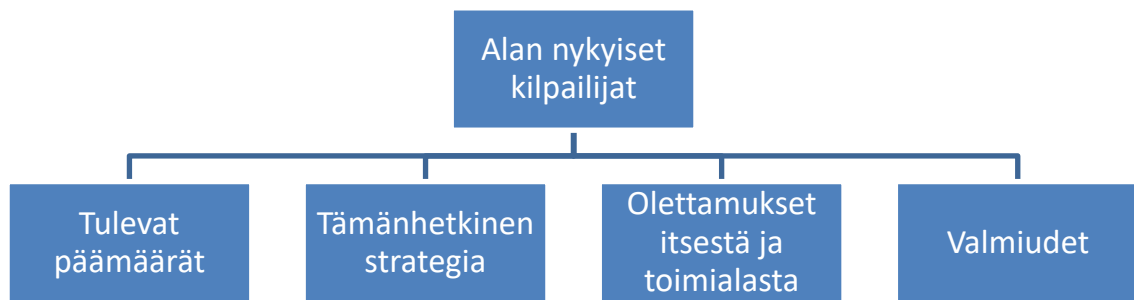 Alan nykyiset
kilpailijat
Tulevat
päämäärät
Tämänhetkinen
strategia
Olettamukset
itsestä ja
toimialasta
Valmiudet